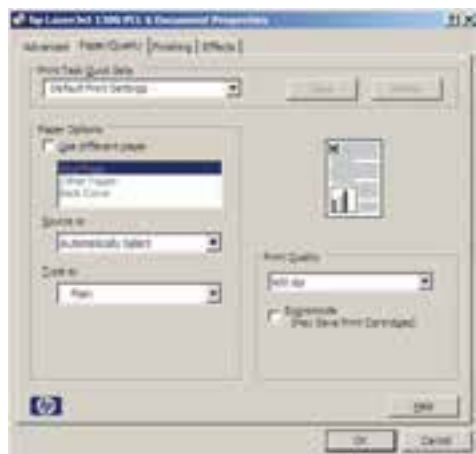 hp LaserJet 1300 PCL 6 Document Properties
Advanced Paper/Quality Finishing Effects
Print Task Quick Sets
Default Print Settings
Save Delete
Paper Options
Use different paper
First Page
Other Pages
Back Cover
Source is:
Automatically Select
Type is:
Plain
Print Quality
600 dpi
EconoMode
(May Save Print Cartridges)
hp
Help
OK Cancel